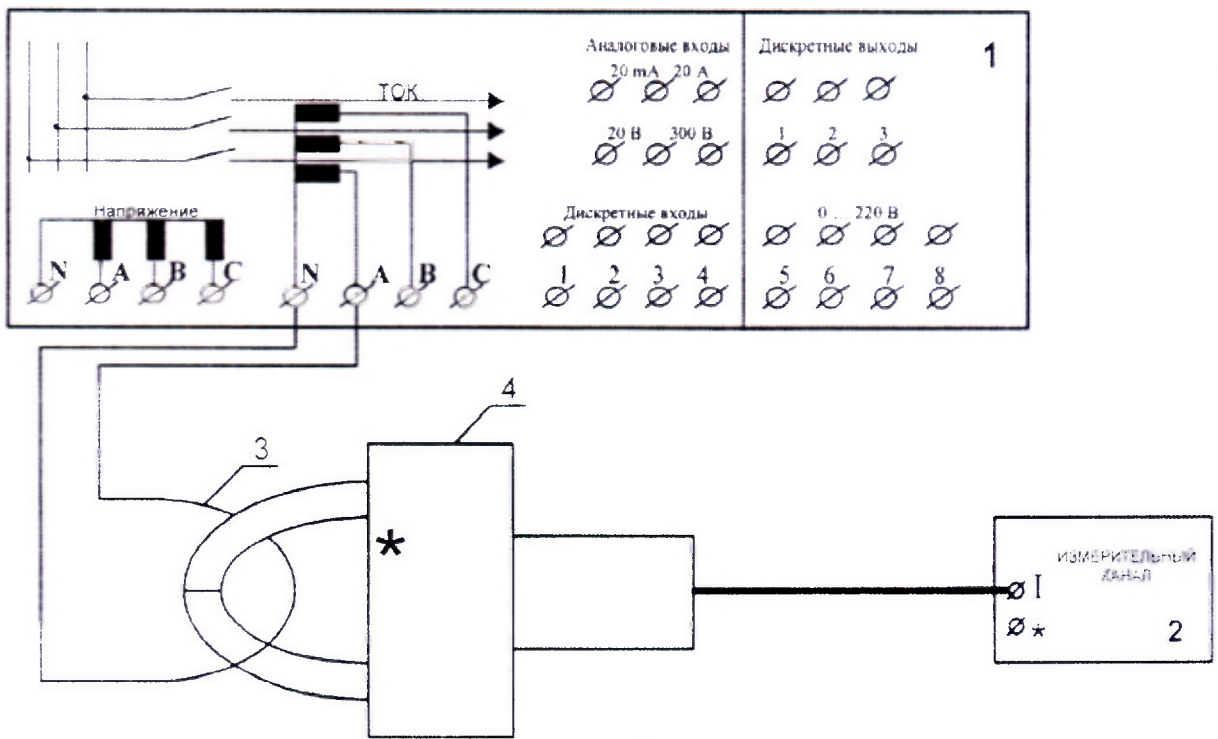 Аналоговые входы
Дискретные выходы
1
20 mA 20 A
ТОК
20 В 300 В
1 2 3
Напряжение
Дискретные входы
0 ... 220 В
N A B C
N A B C
1 2 3 4
5 6 7 8
3
4
*
ИЗМЕРИТЕЛЬНЫЙ
КАНАЛ
I
*
2